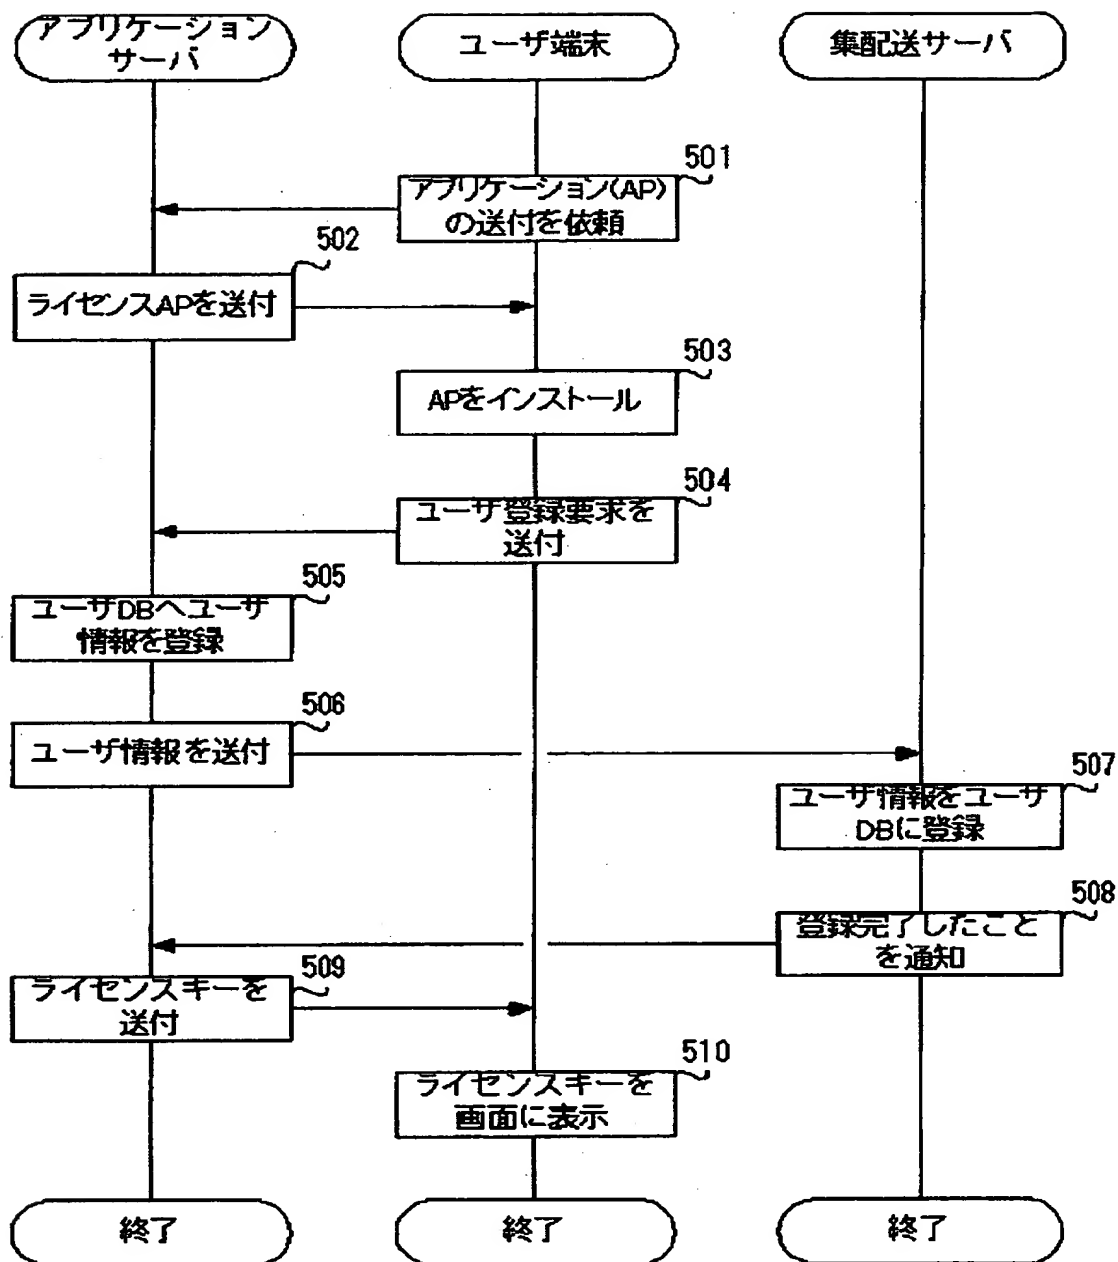 アプリケーション
サーバ
ユーザ端末
集配送サーバ
501
アプリケーション(AP)
の送付を依頼
502
ライセンスAPを送付
503
APをインストール
504
ユーザ登録要求を
送付
505
ユーザDBへユーザ
情報を登録
506
ユーザ情報を送付
507
ユーザ情報をユーザ
DBに登録
508
登録完了したこと
を通知
509
ライセンスキーを
送付
510
ライセンスキーを
画面に表示
終了
終了
終了